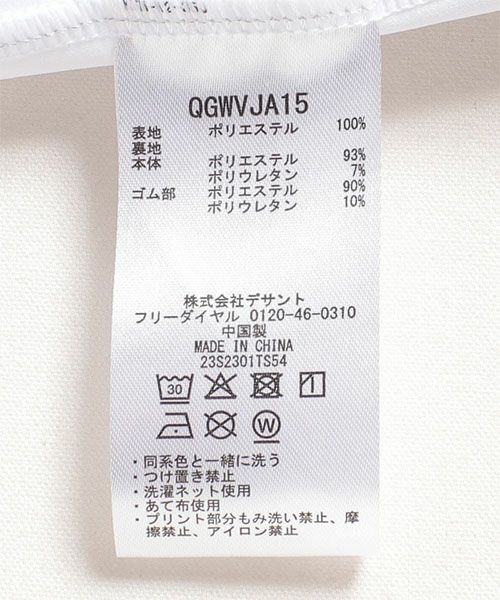 QGWVJA15
表地 ポリエステル 100%
裏地
本体 ポリエステル 93%
ポリウレタン 7%
ゴム部 ポリエステル 90%
ポリウレタン 10%
株式会社デサント
フリーダイヤル 0120-46-0310
中国製
MADE IN CHINA
23S2301TS54
30
W
・同系色と一緒に洗う
・つけ置き禁止
・洗濯ネット使用
・あて布使用
・プリント部分もみ洗い禁止、摩
擦禁止、アイロン禁止